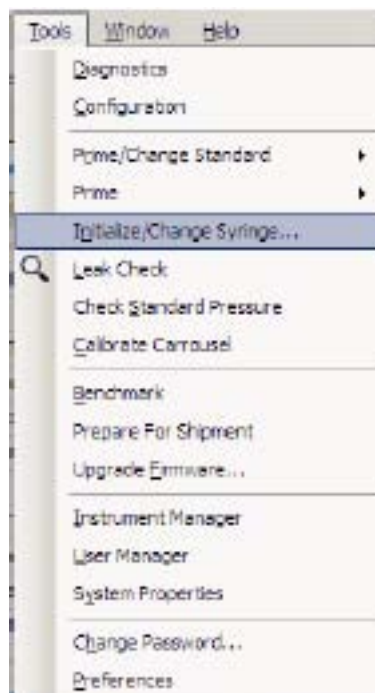 Tools Window Help
Diagnostics
Configuration
Prime/Change Standard
Prime
Initialize/Change Syringe...
Leak Check
Check Standard Pressure
Calibrate Carrousel
Benchmark
Prepare For Shipment
Upgrade Firmware...
Instrument Manager
User Manager
System Properties
Change Password...
Preferences